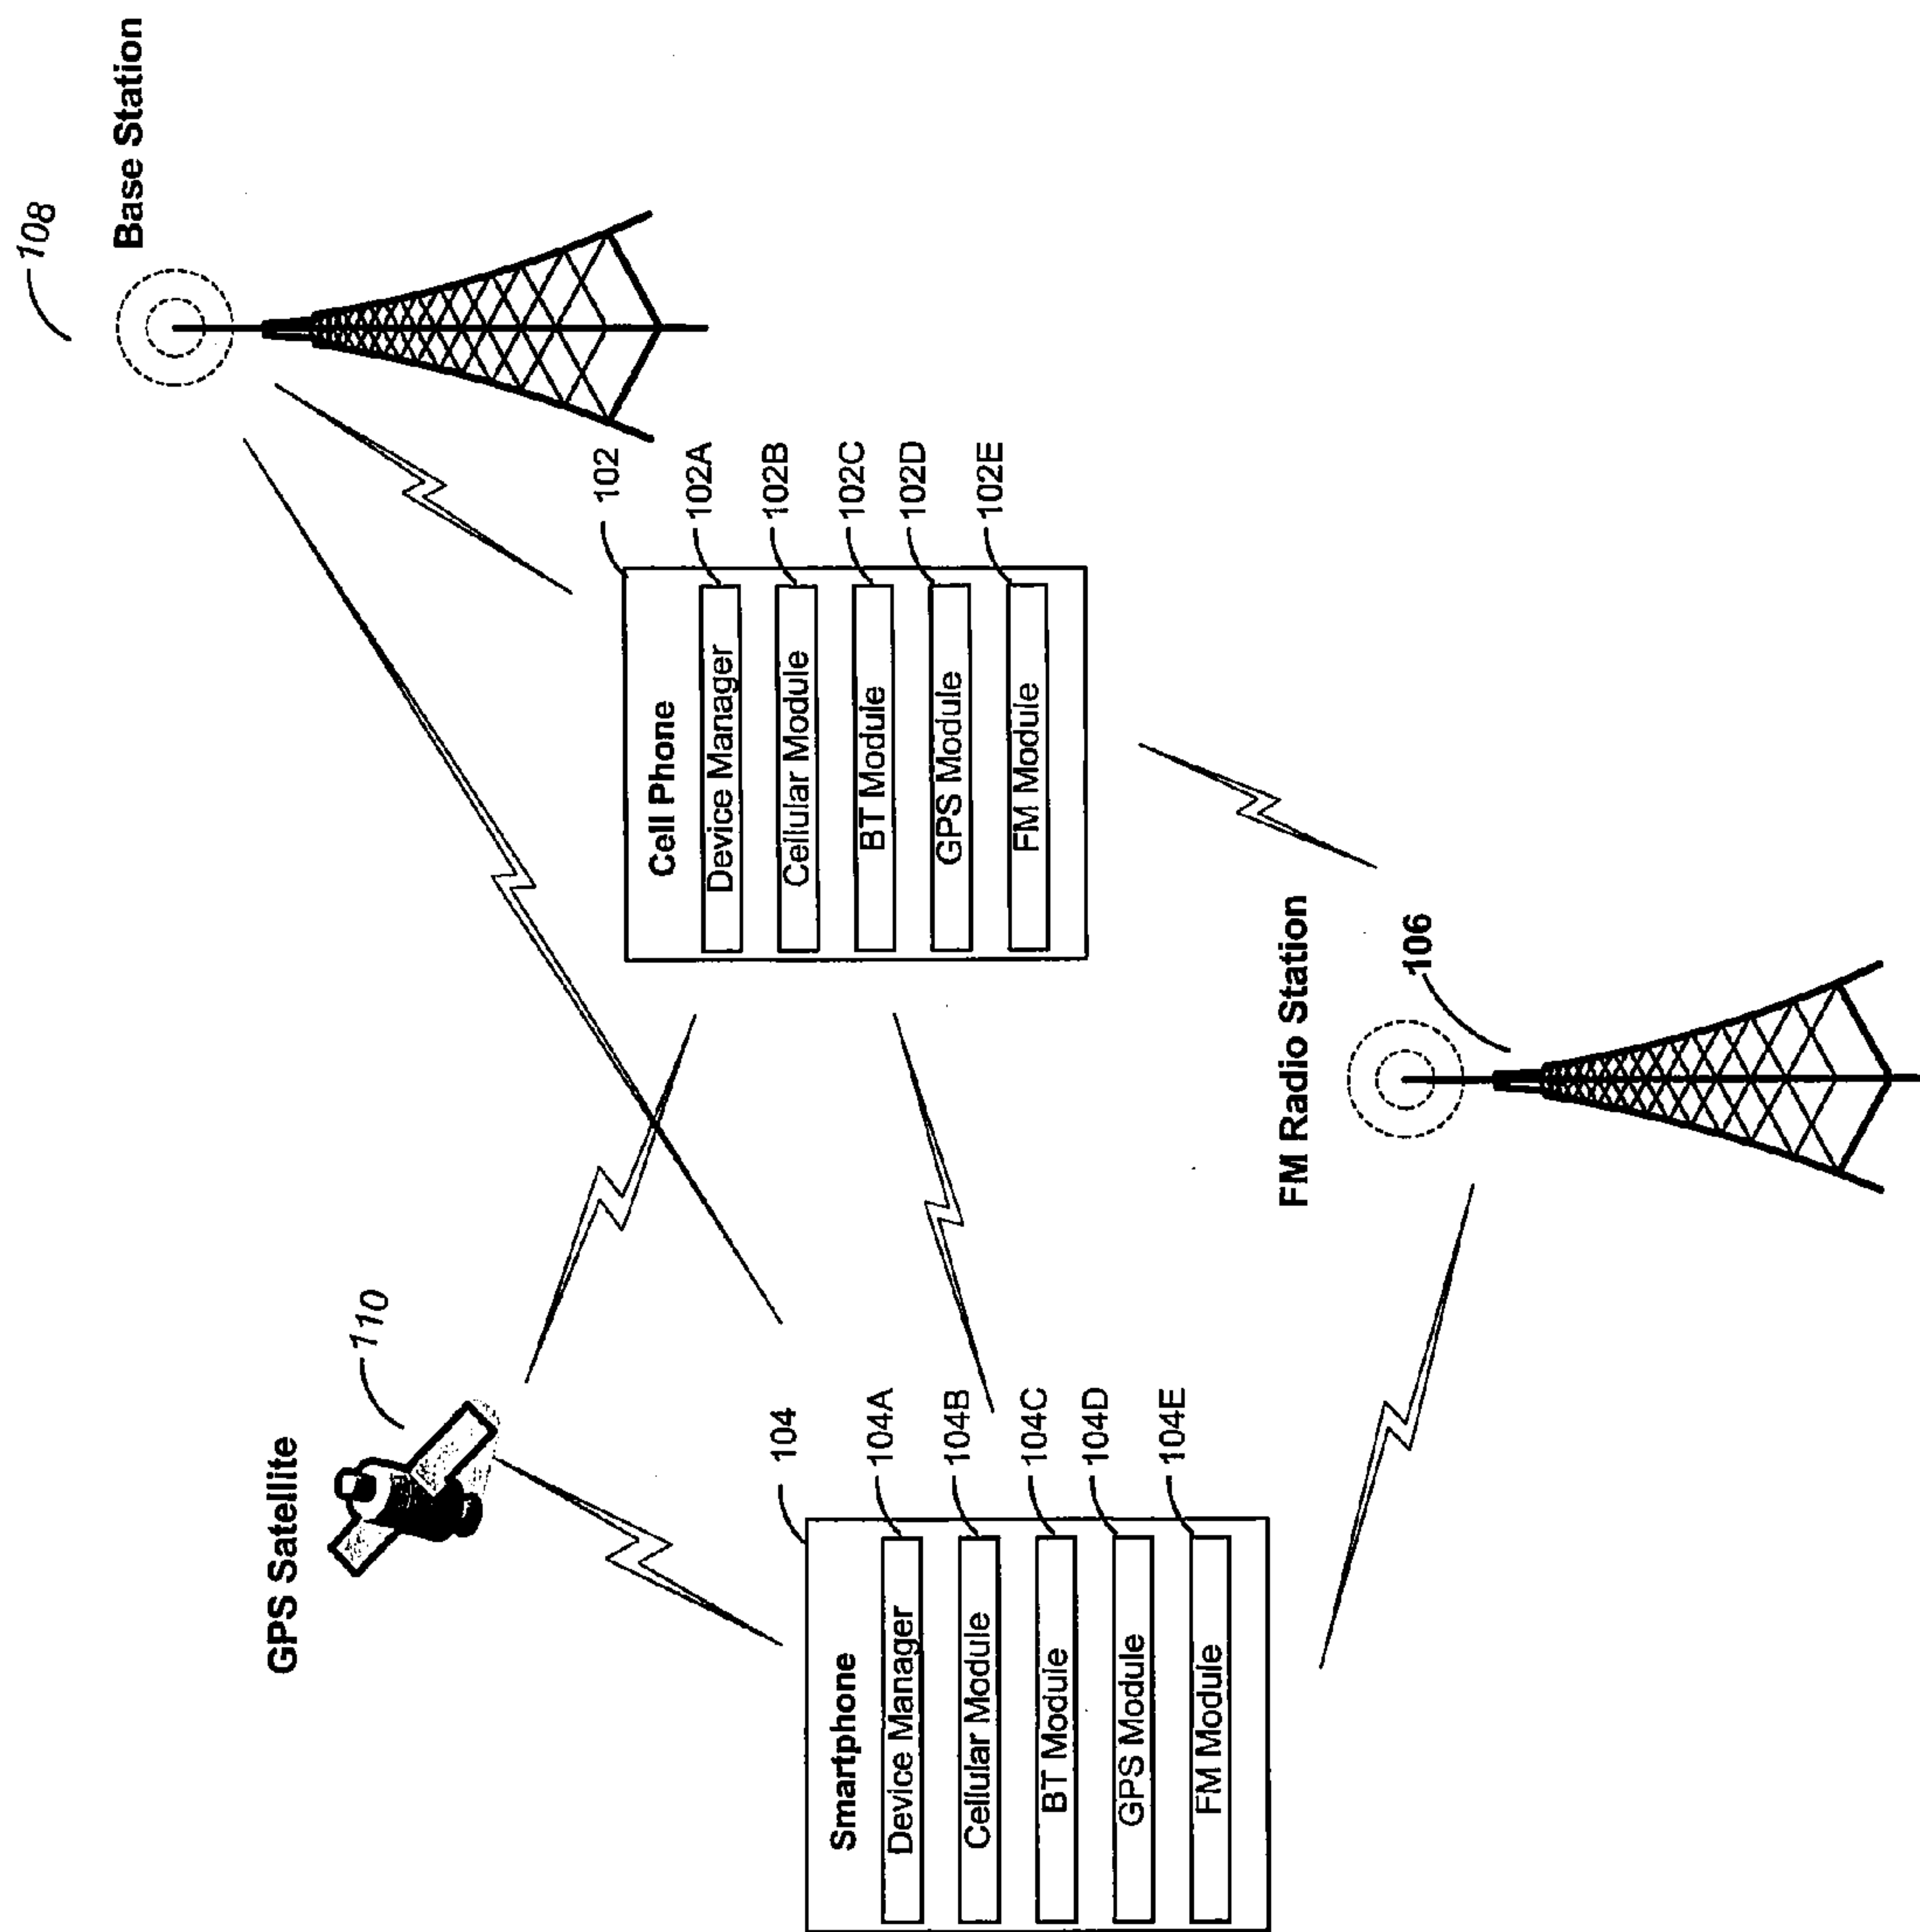 108
Base Station
GPS Satellite
110
102
Cell Phone
Device Manager
102A
Cellular Module
102B
BT Module
102C
GPS Module
102D
FM Module
102E
104
Smartphone
Device Manager
104A
Cellular Module
104B
BT Module
104C
GPS Module
104D
FM Module
104E
FM Radio Station
106